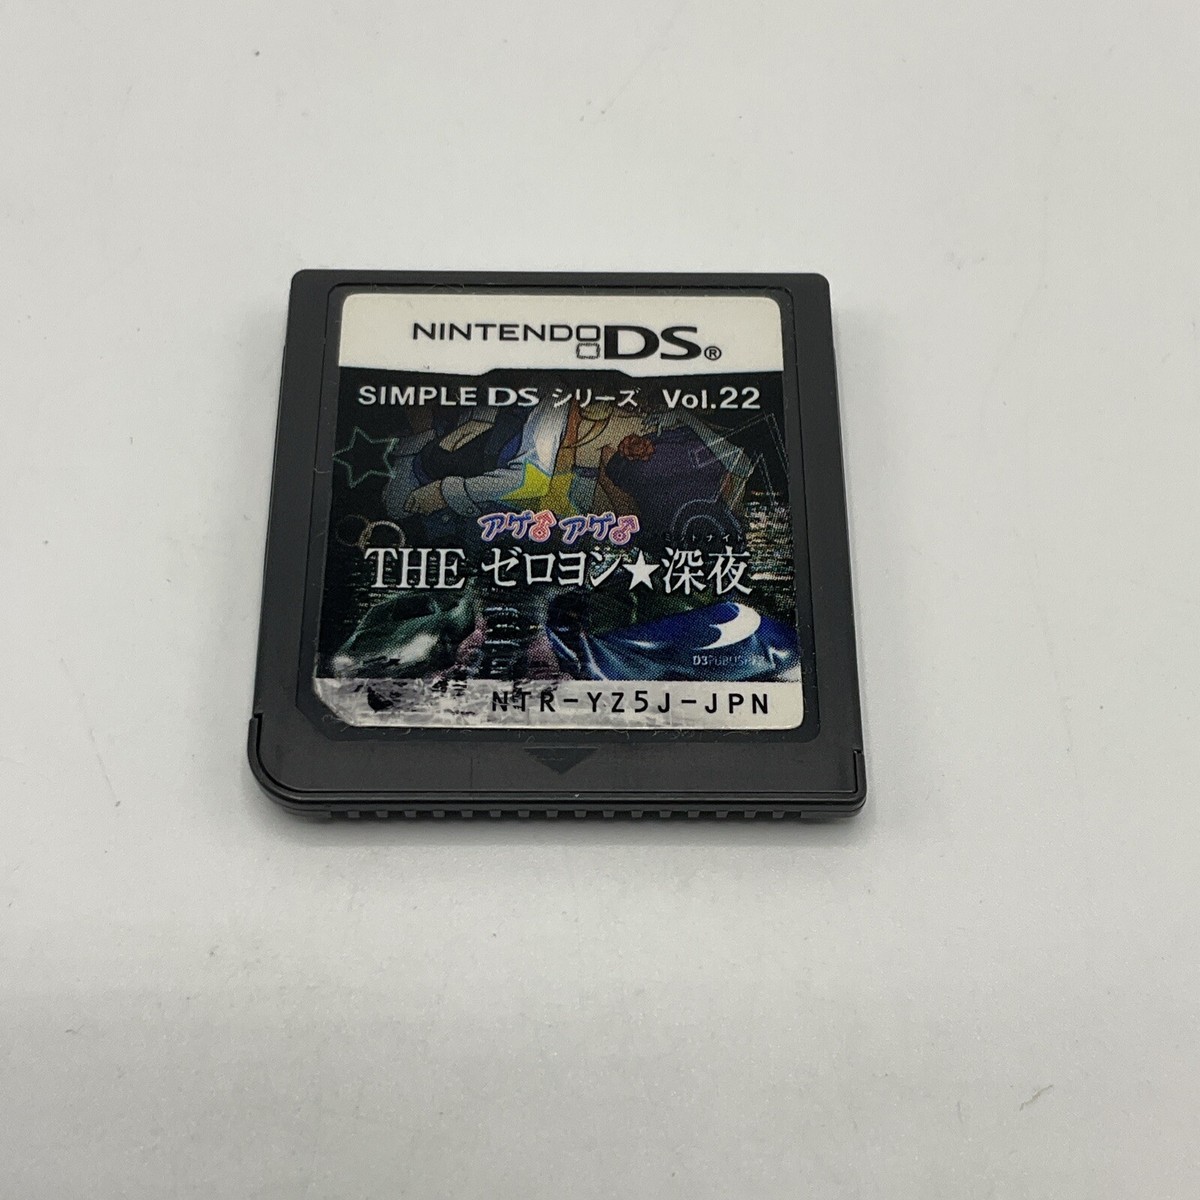 NINTENDO DS®
SIMPLE DS シリーズ Vol.22
アゲ♂アゲ♂
ミッドナイト
THE ゼロヨン★深夜
D3PUBLISHER
NTR-YZ5J-JPN